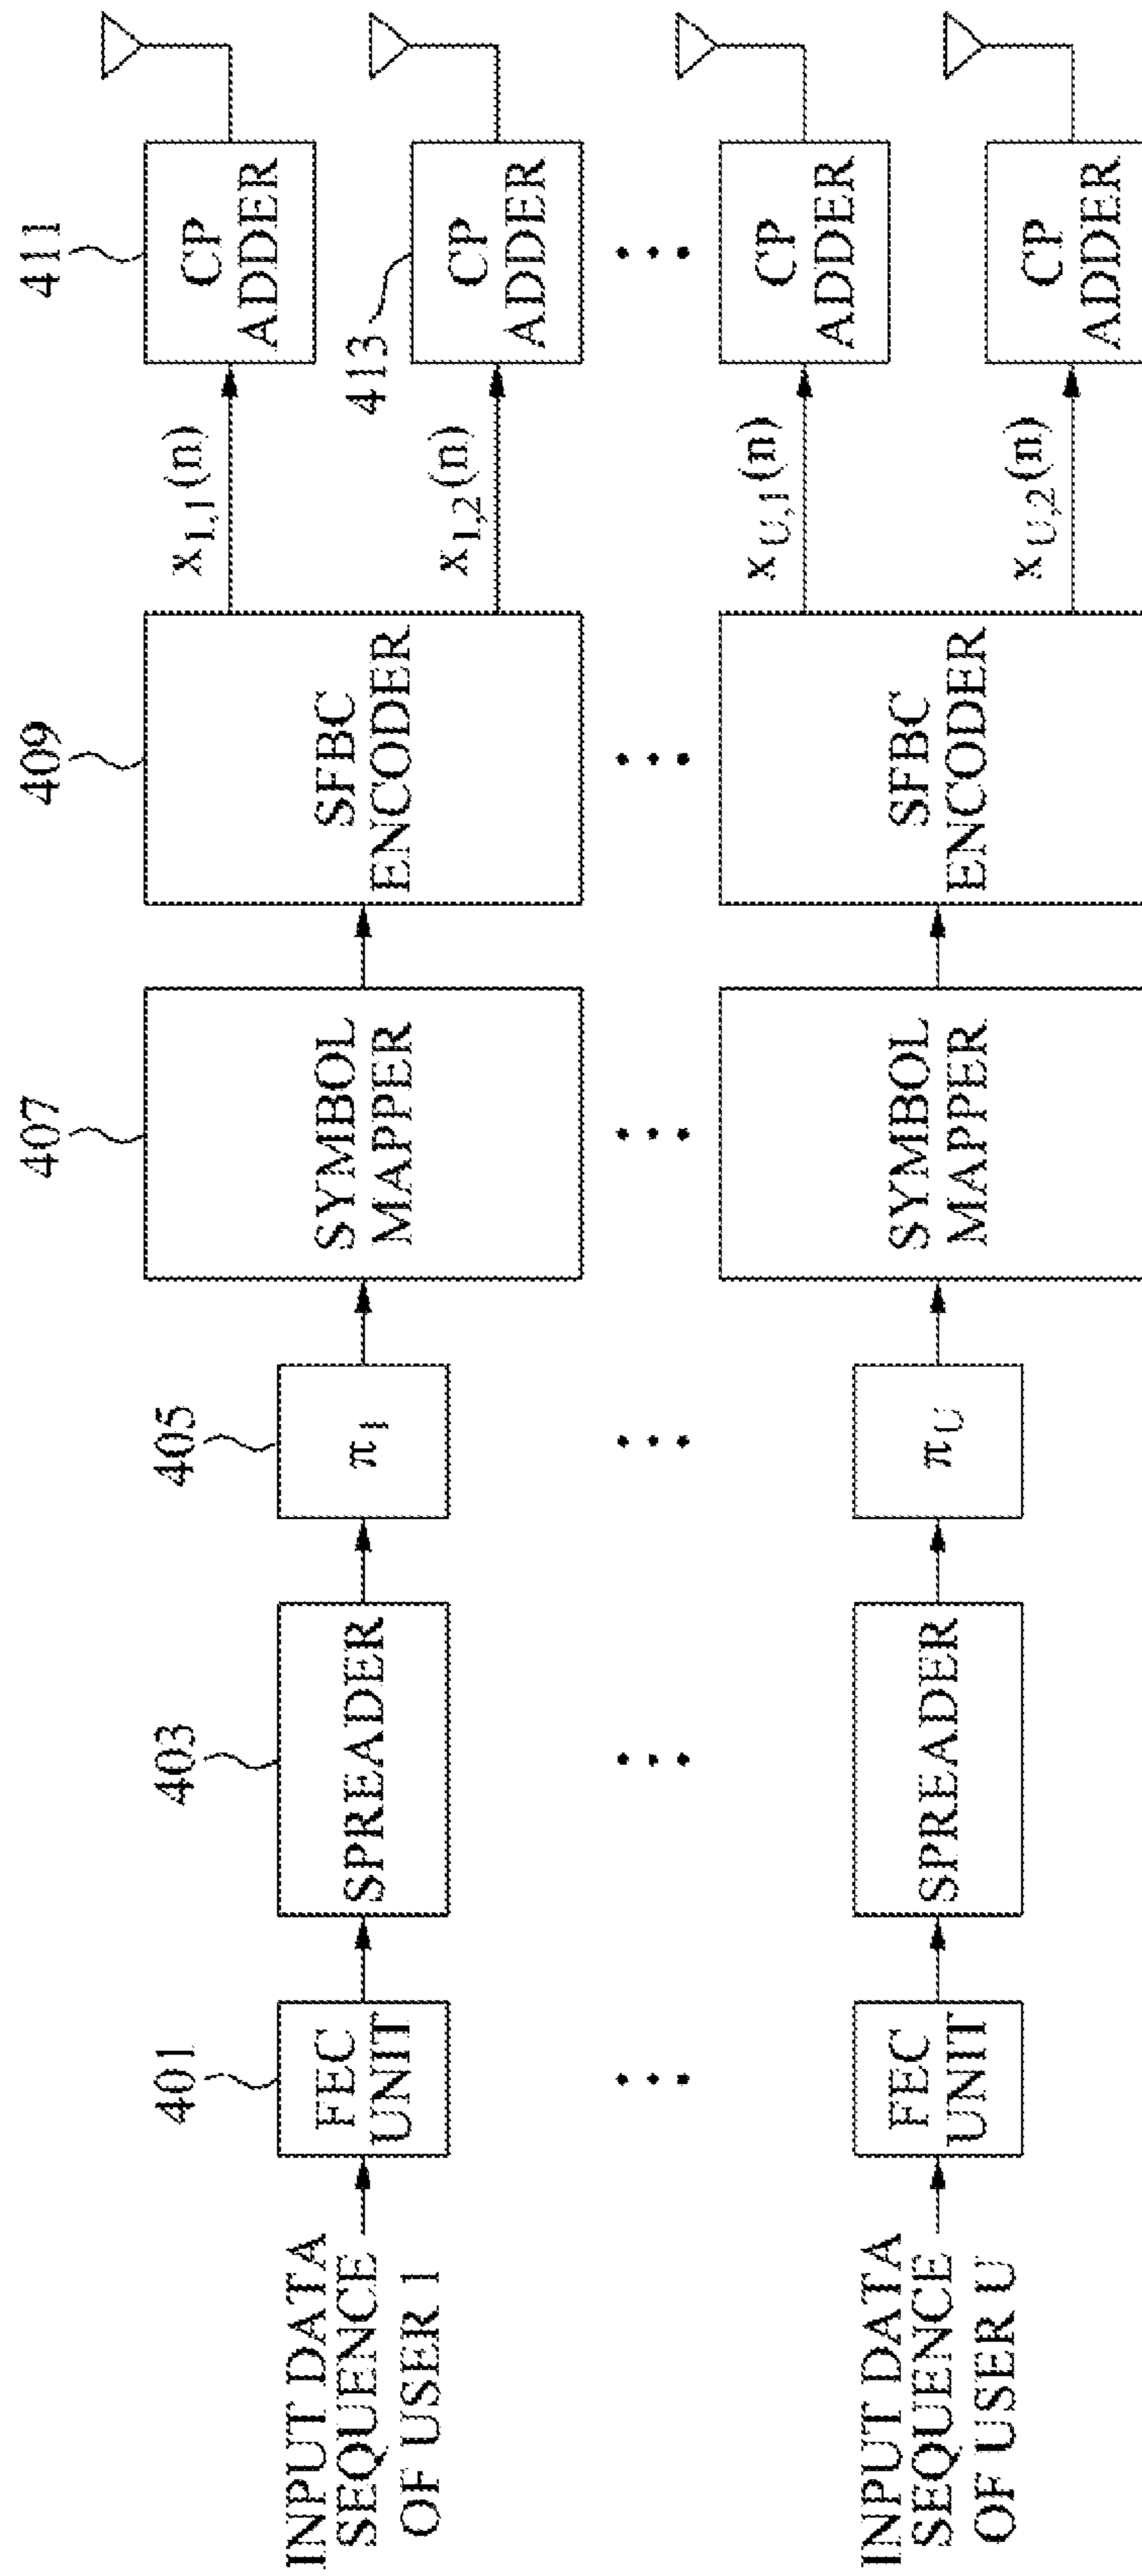 401
403
405
407
409
411
INPUT DATA
SEQUENCE
OF USER 1
FEC
UNIT
SPREADER
π1
SYMBOL
MAPPER
SFBC
ENCODER
x1,1(n)
CP
ADDER
x1,2(n)
413
CP
ADDER
INPUT DATA
SEQUENCE
OF USER U
FEC
UNIT
SPREADER
πU
SYMBOL
MAPPER
SFBC
ENCODER
xU,1(n)
CP
ADDER
xU,2(n)
CP
ADDER